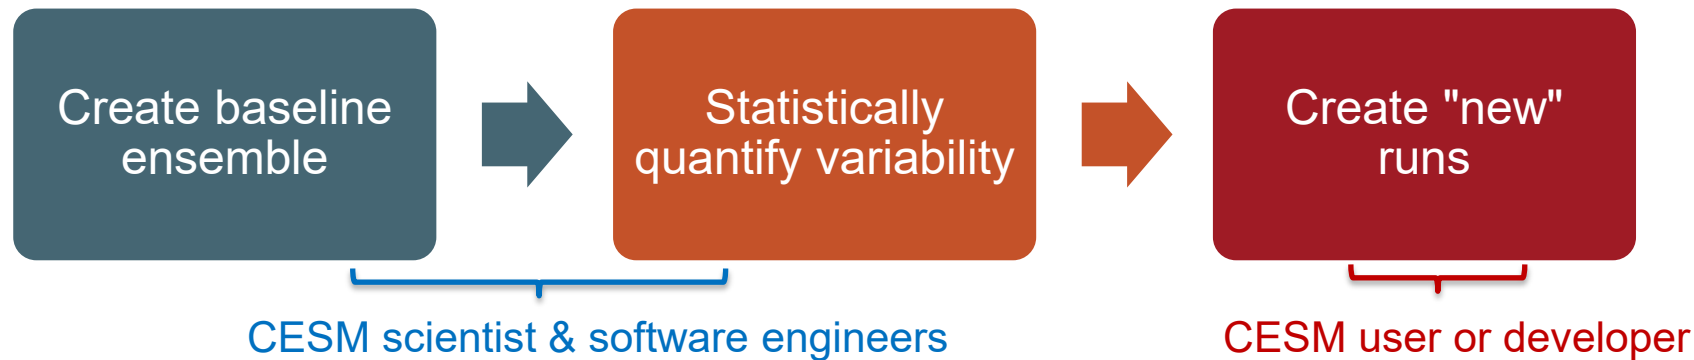 Create baseline
ensemble
Statistically
quantify variability
Create "new"
runs
CESM scientist & software engineers
CESM user or developer